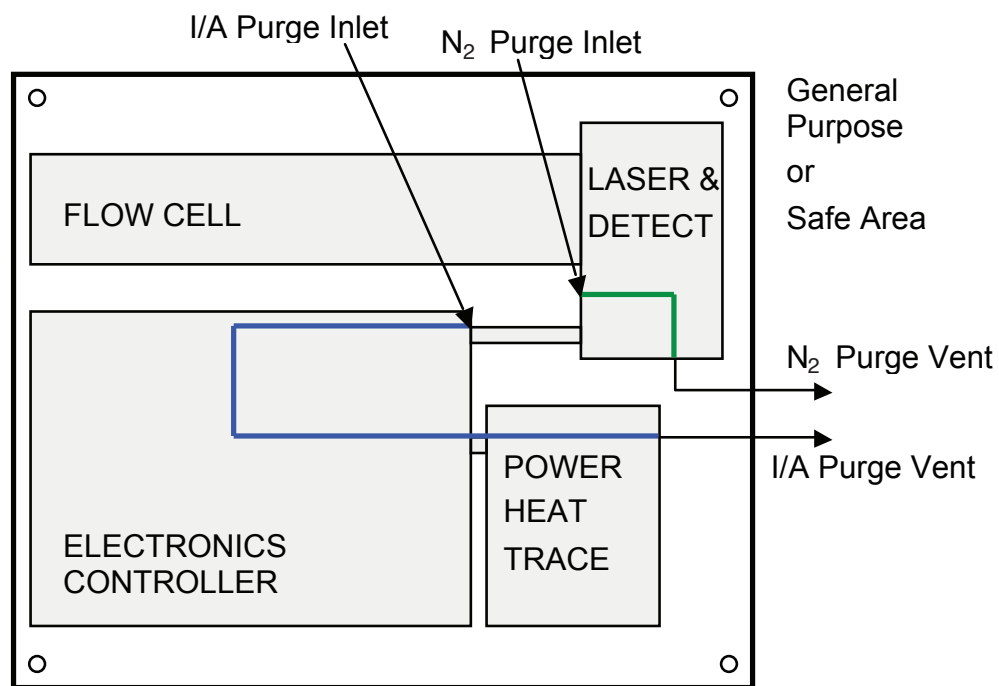 I/A Purge Inlet
N₂ Purge Inlet
General
Purpose
or
Safe Area
FLOW CELL
LASER &
DETECT
N₂ Purge Vent
I/A Purge Vent
POWER
HEAT
TRACE
ELECTRONICS
CONTROLLER